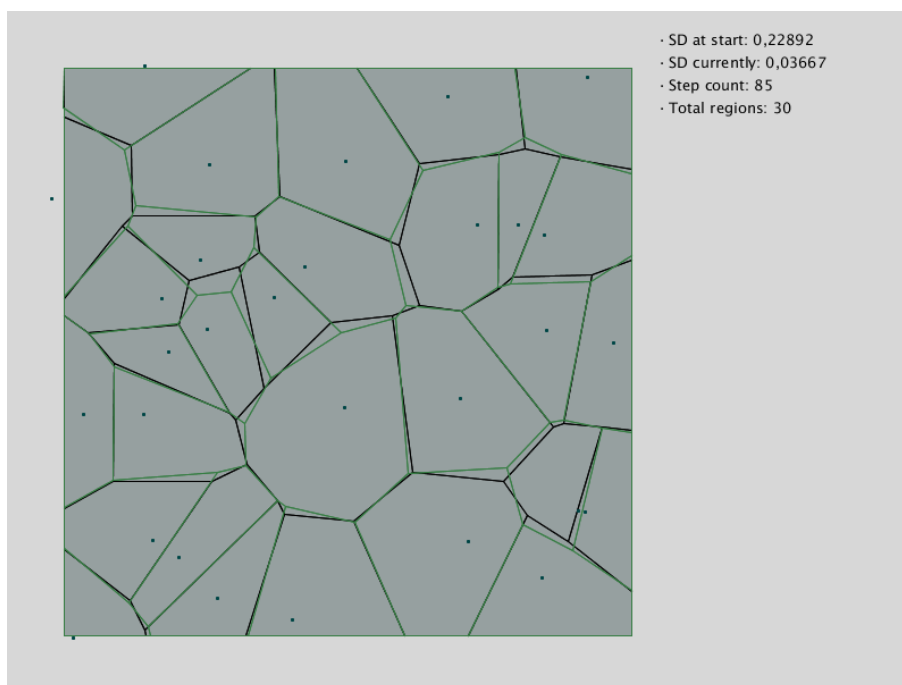 · SD at start: 0,22892
· SD currently: 0,03667
· Step count: 85
· Total regions: 30